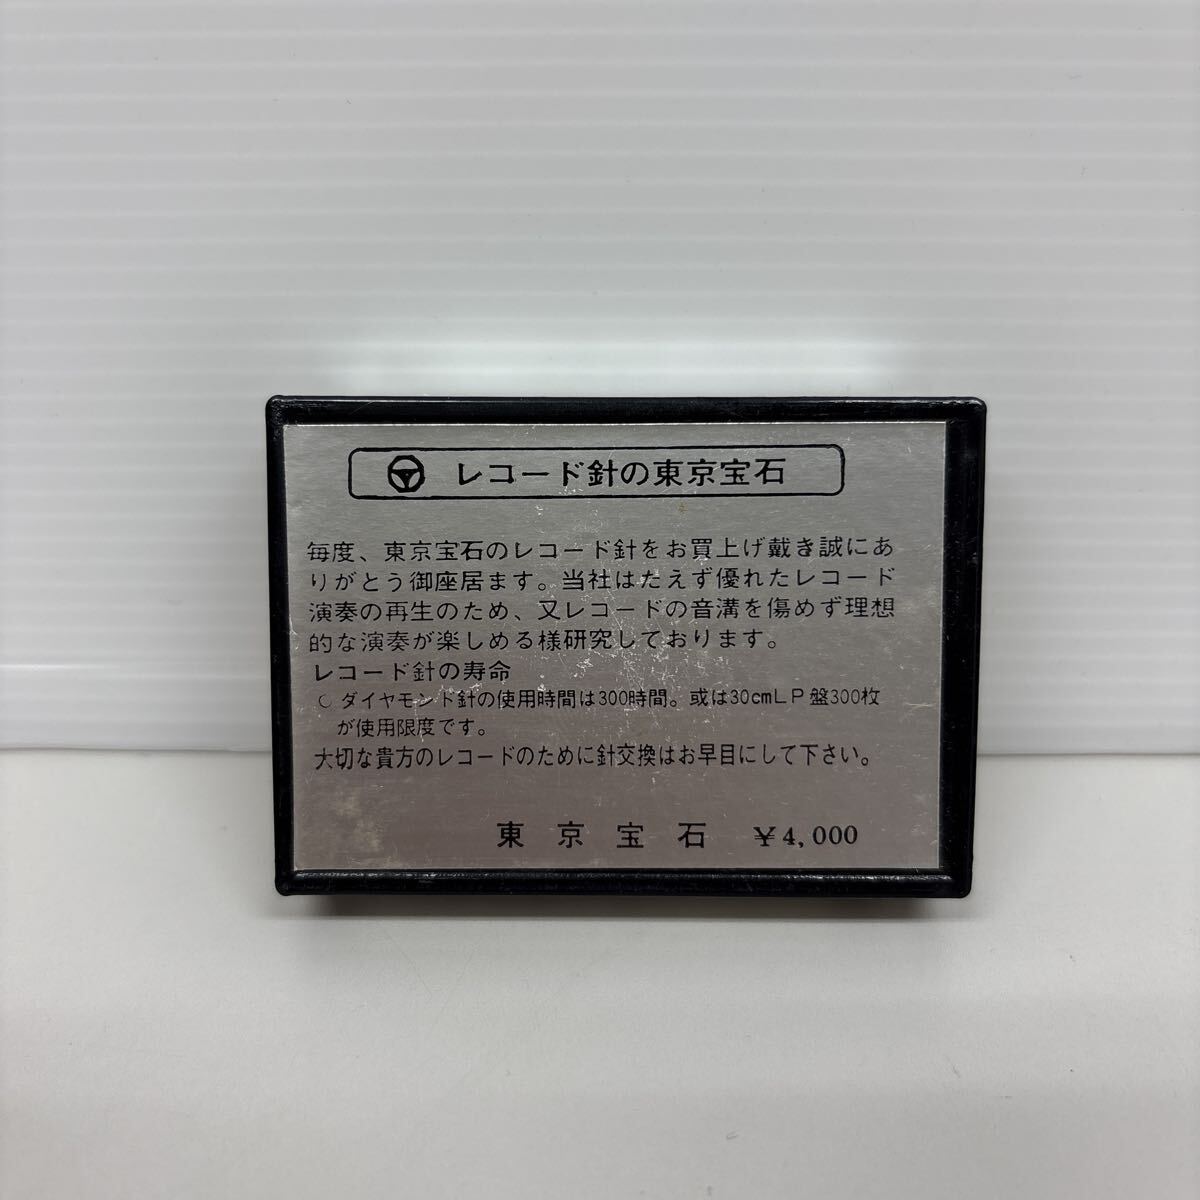 レコード針の東京宝石
毎度、東京宝石のレコード針をお買上げ戴き誠にあ
りがとう御座居ます。当社はたえず優れたレコード
演奏の再生のため、又レコードの音溝を傷めず理想
的な演奏が楽しめる様研究しております。
レコード針の寿命
○ ダイヤモンド針の使用時間は300時間。或は30cmLP盤300枚
が使用限度です。
大切な貴方のレコードのために針交換はお早目にして下さい。
東京宝石 ¥4,000